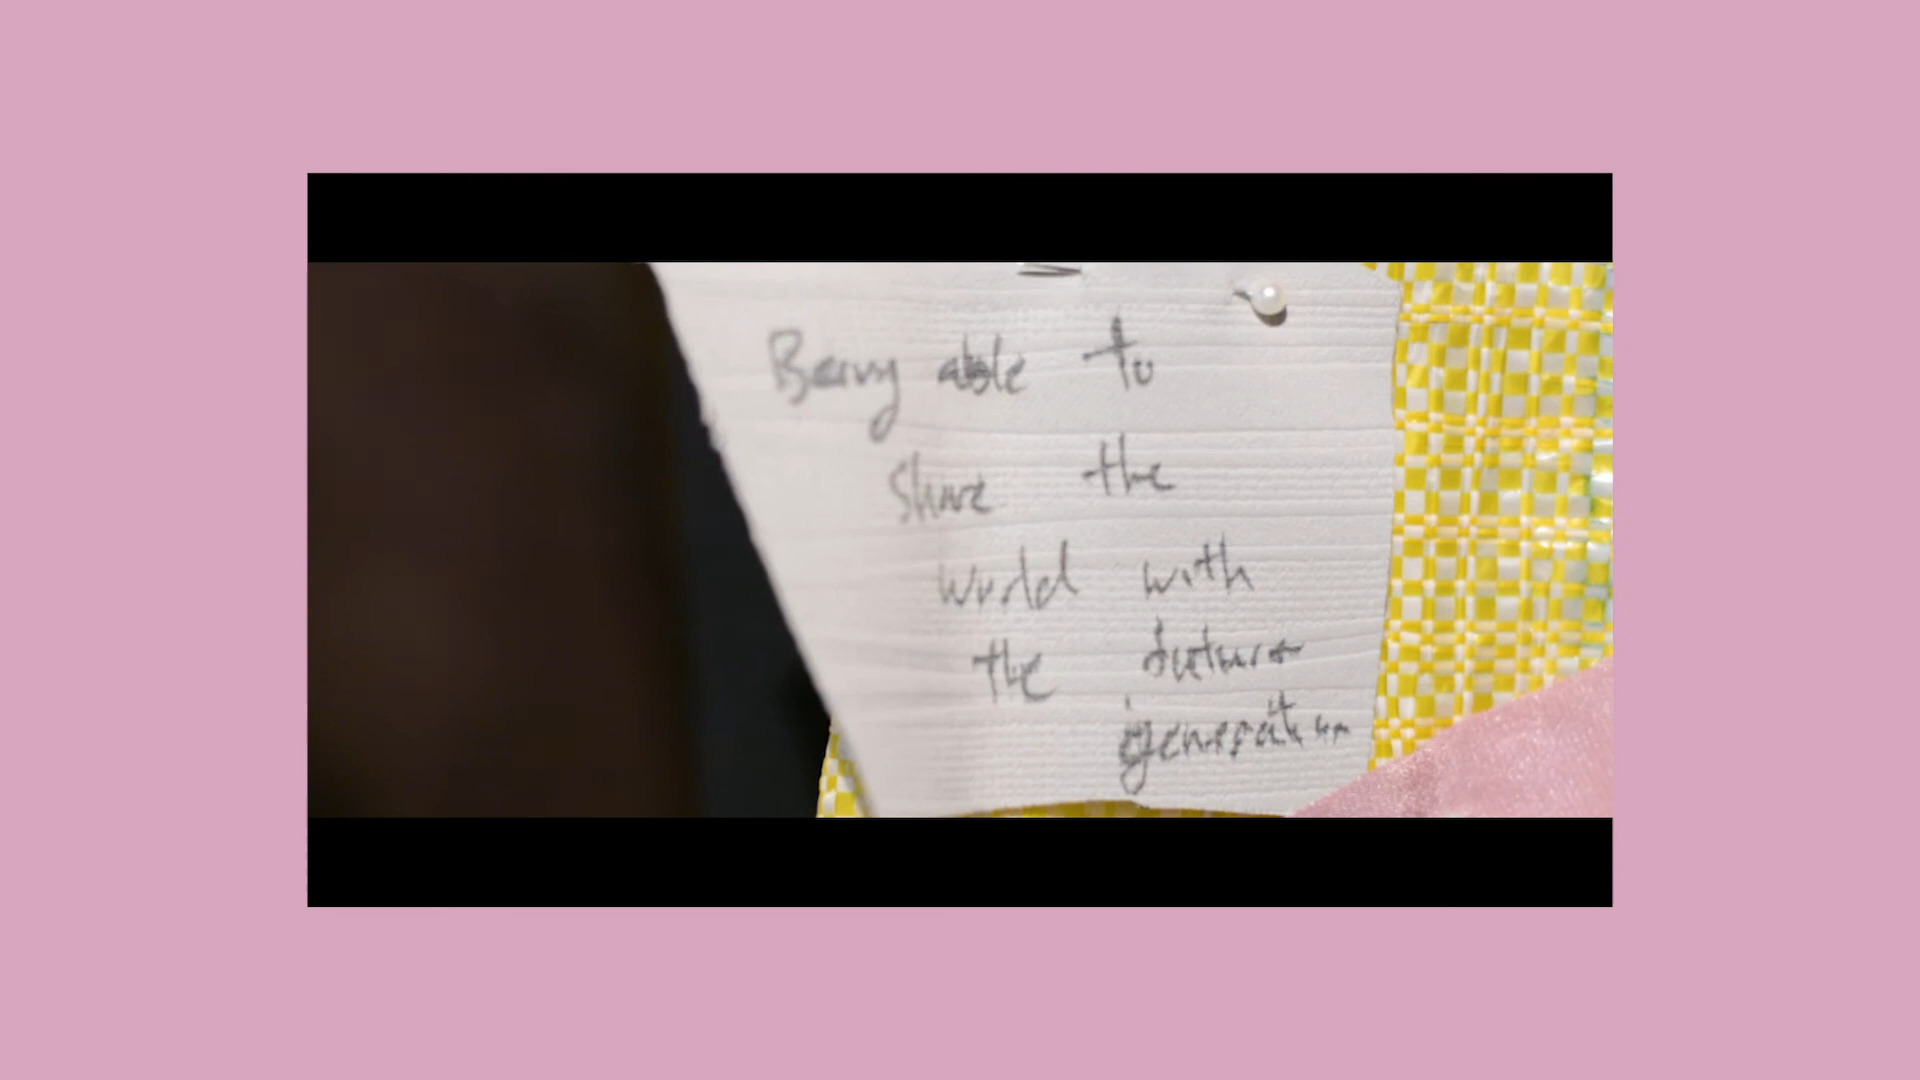 Being able to
share the
world with
the future
generation